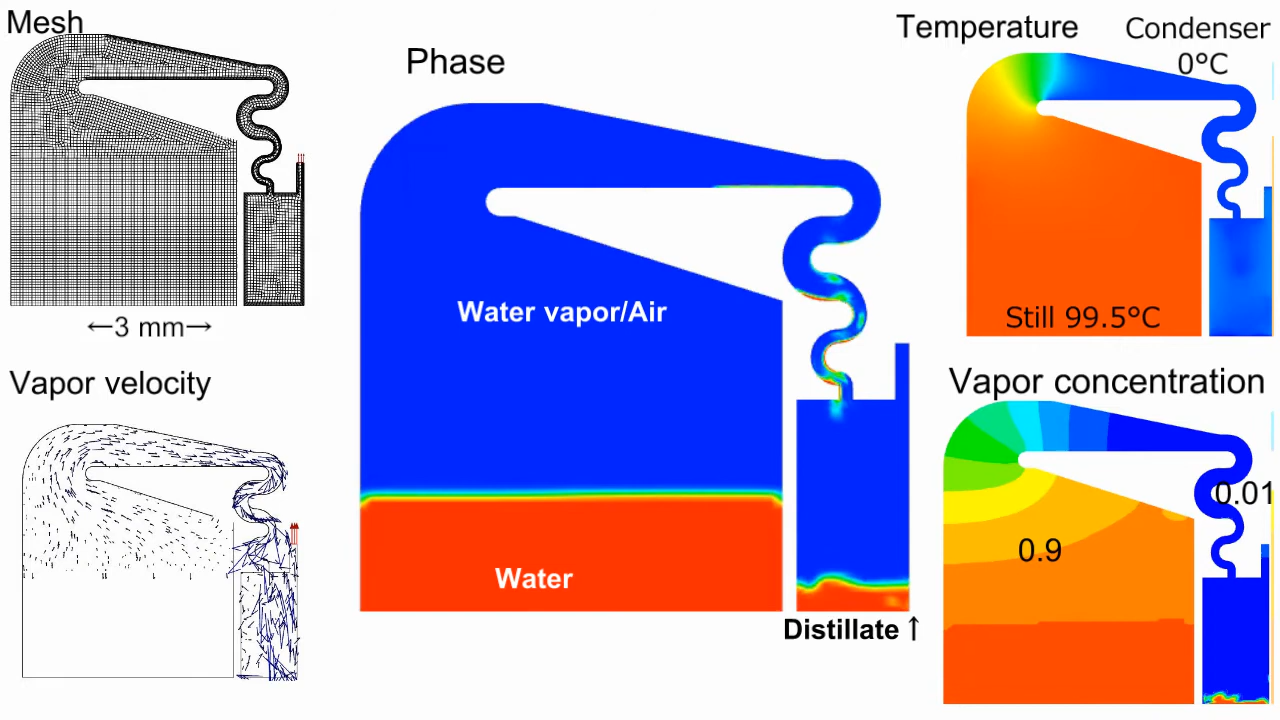 Mesh
←3 mm→
Vapor velocity
Phase
Water vapor/Air
Water
Distillate ↑
Temperature
Condenser
0°C
Still 99.5°C
Vapor concentration
0.01
0.9